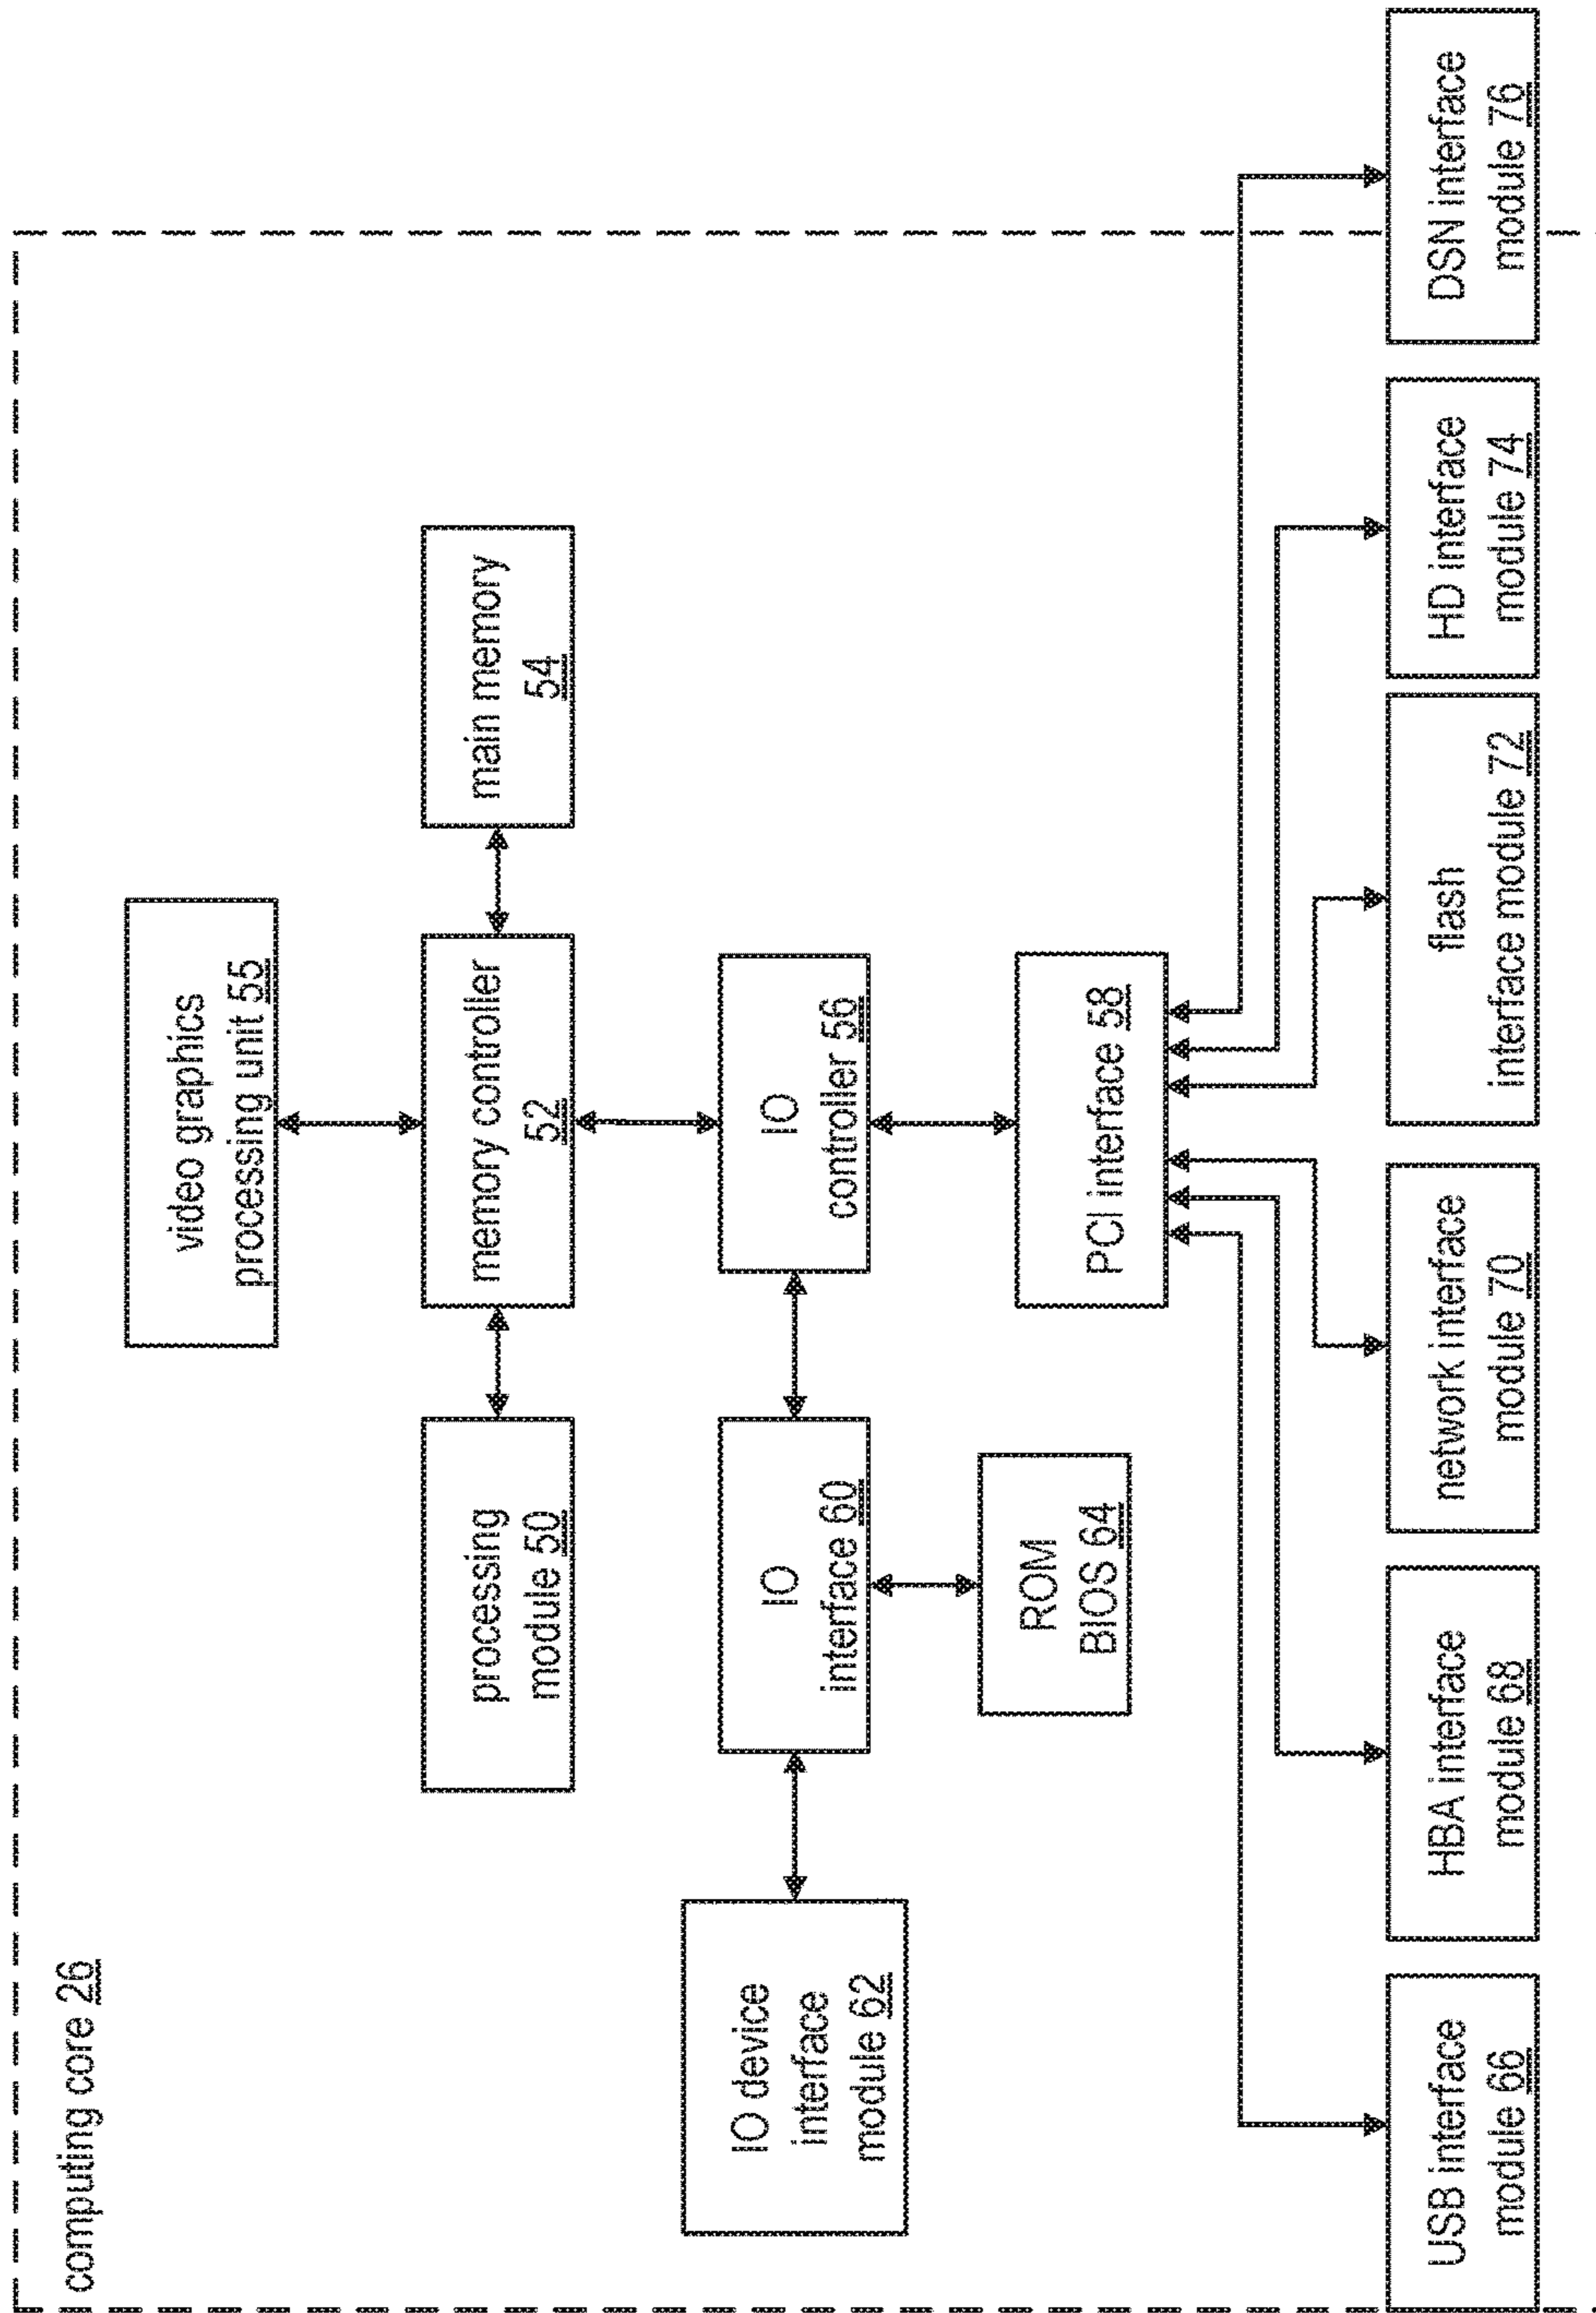 computing core 26
video graphics
processing unit 55
processing
module 50
memory controller
52
main memory
54
IO device
interface
module 62
IO
interface 60
IO
controller 56
ROM
BIOS 64
PCI interface 58
USB interface
module 66
HBA interface
module 68
network interface
module 70
flash
interface module 72
HD interface
module 74
DSN interface
module 76